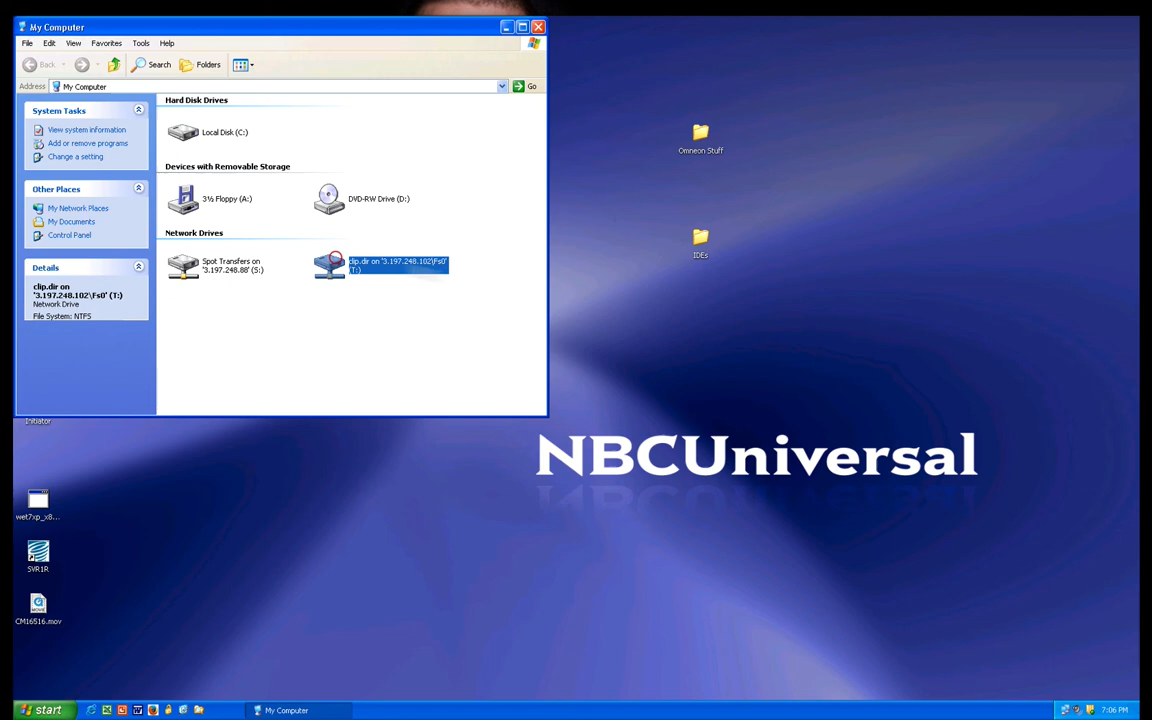 My Computer
File Edit View Favorites Tools Help
Back Search Folders
Address My Computer Go
System Tasks
View system information
Add or remove programs
Change a setting
Other Places
My Network Places
My Documents
Control Panel
Details
clip.dir on
'3.197.248.102\Fs0' (T:)
Network Drive
File System: NTFS
Hard Disk Drives
Local Disk (C:)
Devices with Removable Storage
3½ Floppy (A:)
DVD-RW Drive (D:)
Network Drives
Spot Transfers on
'3.197.248.88' (S:)
clip.dir on '3.197.248.102\Fs0'
(T:)
Omneon Stuff
IDEs
Initiator
wet7xp_x8...
SVR1R
CM16516.mov
NBCUniversal
start
My Computer
7:06 PM